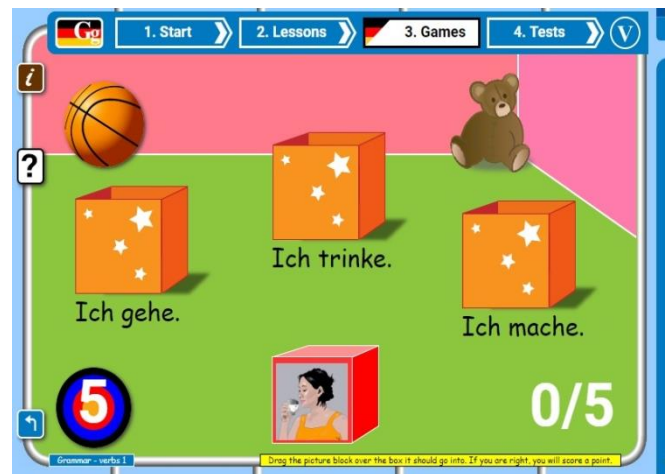 Go
1. Start
2. Lessons
3. Games
4. Tests
V
i
?
Ich gehe.
Ich trinke.
Ich mache.
5
0/5
Grammar - verbs 1
Drag the picture block over the box it should go into. If you are right, you will score a point.